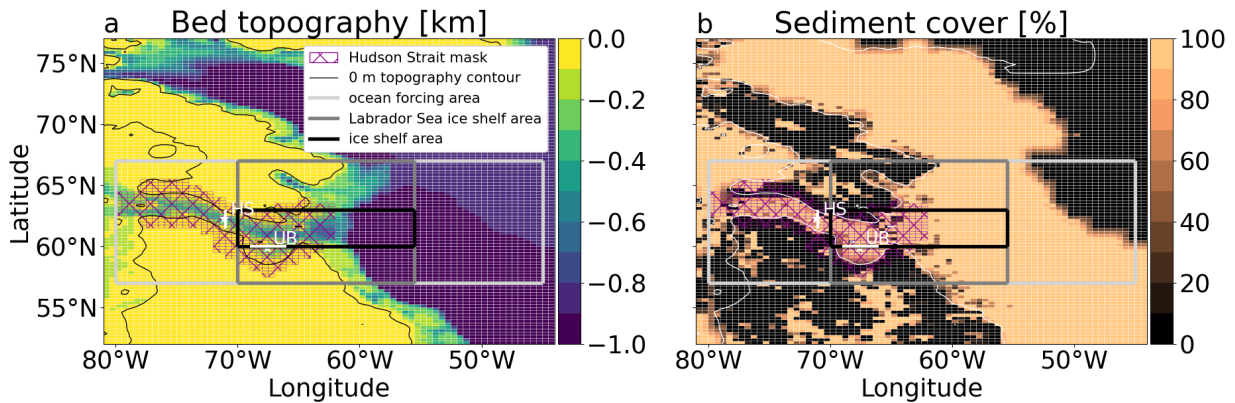 a Bed topography [km]
Hudson Strait mask
0 m topography contour
ocean forcing area
Labrador Sea ice shelf area
ice shelf area
HS
UB
75°N
70°N
65°N
60°N
55°N
Latitude
80°W
70°W
60°W
50°W
Longitude
0.0
−0.2
−0.4
−0.6
−0.8
−1.0
b Sediment cover [%]
HS
UB
80°W
70°W
60°W
50°W
Longitude
100
80
60
40
20
0